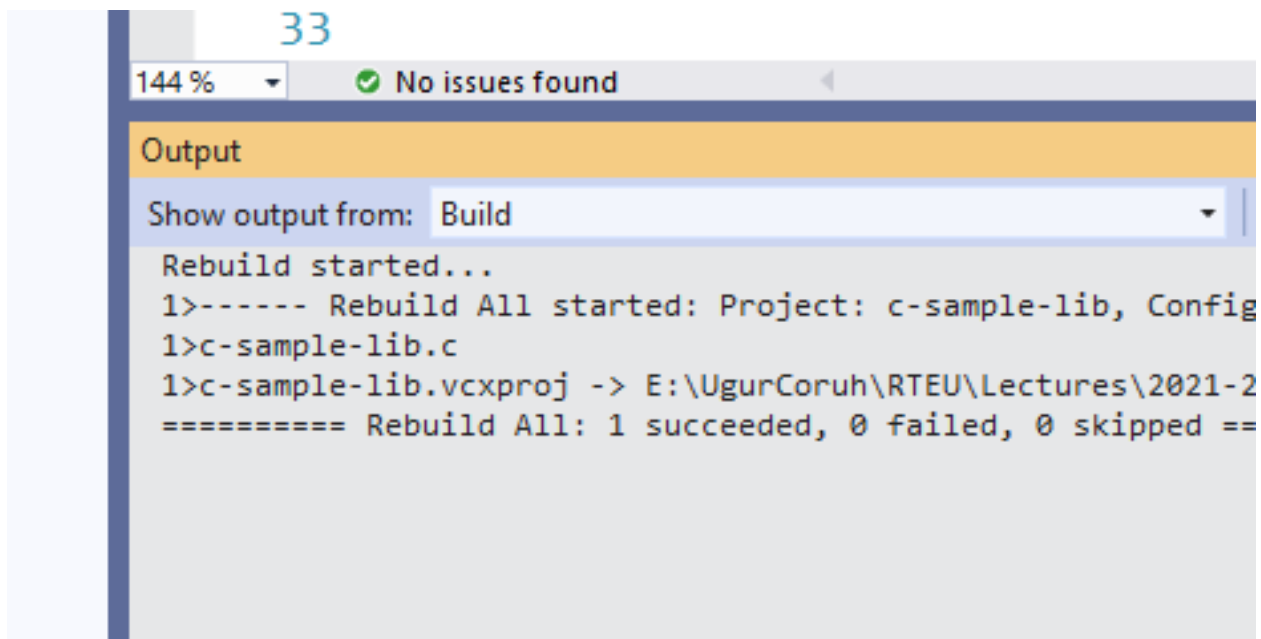 33
144 % No issues found
Output
Show output from: Build
Rebuild started...
1>------ Rebuild All started: Project: c-sample-lib, Config
1>c-sample-lib.c
1>c-sample-lib.vcxproj -> E:\UgurCoruh\RTEU\Lectures\2021-2
========== Rebuild All: 1 succeeded, 0 failed, 0 skipped ==